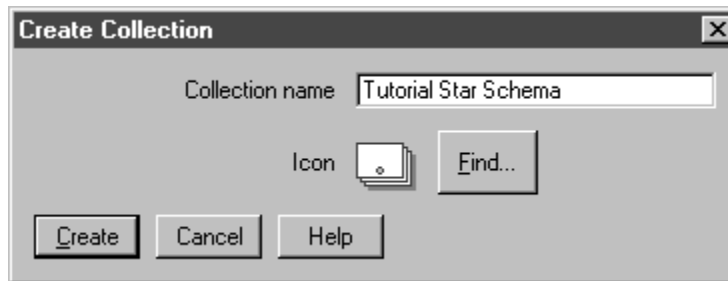 Create Collection
Collection name Tutorial Star Schema
Icon Find...
Create Cancel Help